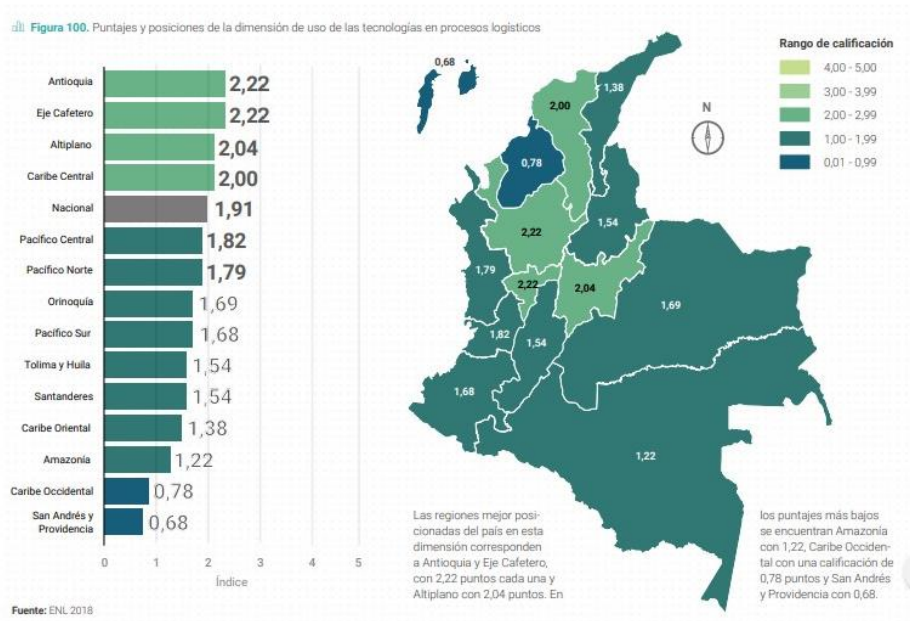 Figura 100. Puntajes y posiciones de la dimensión de uso de las tecnologías en procesos logísticos
Antioquia 2,22
Eje Cafetero 2,22
Altiplano 2,04
Caribe Central 2,00
Nacional 1,91
Pacífico Central 1,82
Pacífico Norte 1,79
Orinoquía 1,69
Pacífico Sur 1,68
Tolima y Huila 1,54
Santanderes 1,54
Caribe Oriental 1,38
Amazonía 1,22
Caribe Occidental 0,78
San Andrés y
Providencia 0,68
0 1 2 3 4 5
Índice
Fuente: ENL 2018
0,68
1,38
2,00
0,78
1,54
2,22
1,79
2,22
2,04
1,69
1,82
1,54
1,68
1,22
N
Rango de calificación
4,00 - 5,00
3,00 - 3,99
2,00 - 2,99
1,00 - 1,99
0,01 - 0,99
Las regiones mejor posi-
cionadas del país en esta
dimensión corresponden
a Antioquia y Eje Cafetero,
con 2,22 puntos cada una y
Altiplano con 2,04 puntos. En
los puntajes más bajos
se encuentran Amazonía
con 1,22, Caribe Occiden-
tal con una calificación de
0,78 puntos y San Andrés
y Providencia con 0,68.